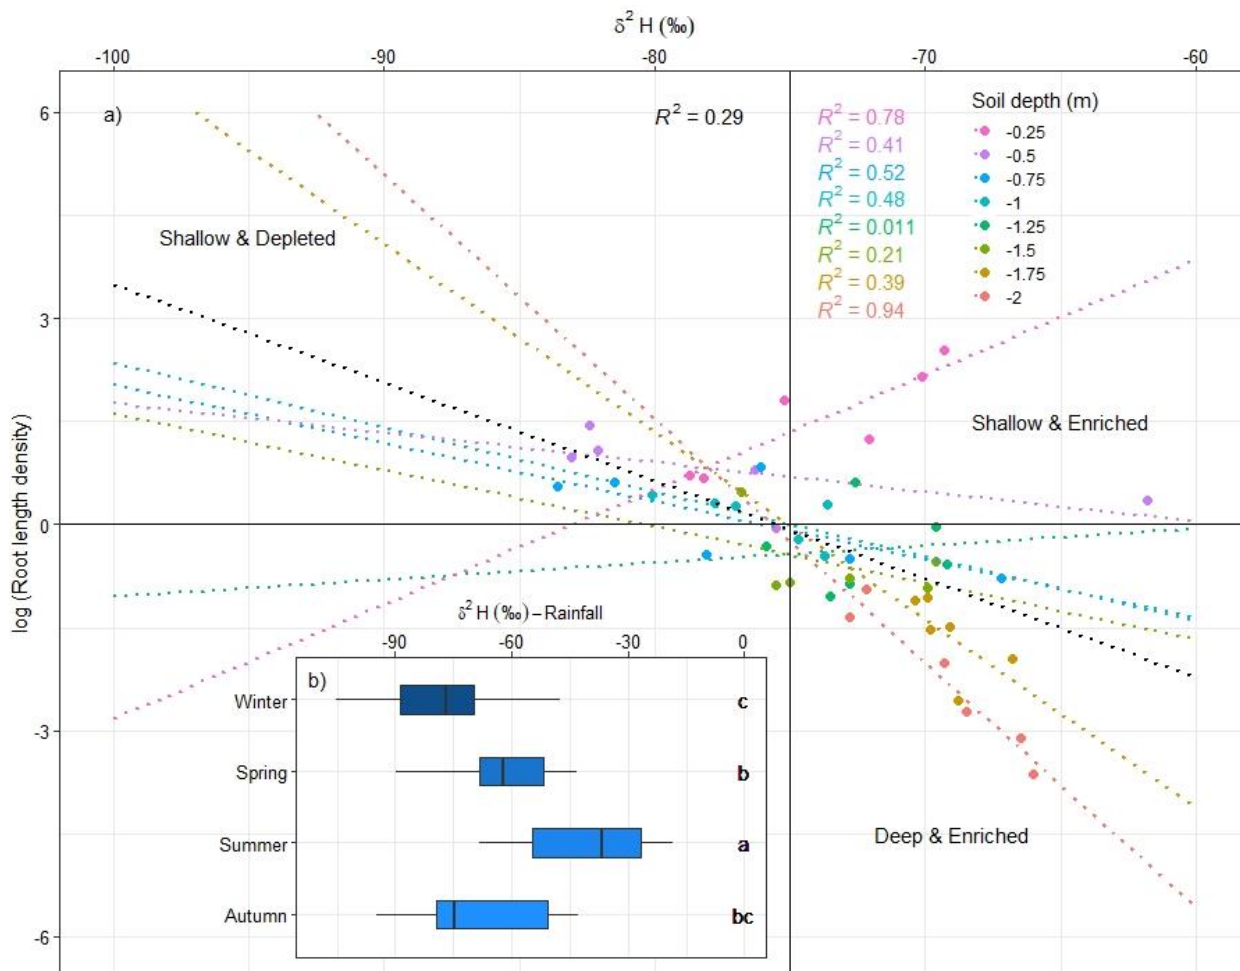 δ² H (‰)
-100 -90 -80 -70 -60
a)
6
3
0
-3
-6
log (Root length density)
R² = 0.29
R² = 0.78
R² = 0.41
R² = 0.52
R² = 0.48
R² = 0.011
R² = 0.21
R² = 0.39
R² = 0.94
Soil depth (m)
-0.25
-0.5
-0.75
-1
-1.25
-1.5
-1.75
-2
Shallow & Depleted
Shallow & Enriched
Deep & Enriched
δ² H (‰) – Rainfall
-90 -60 -30 0
b)
Winter c
Spring b
Summer a
Autumn bc